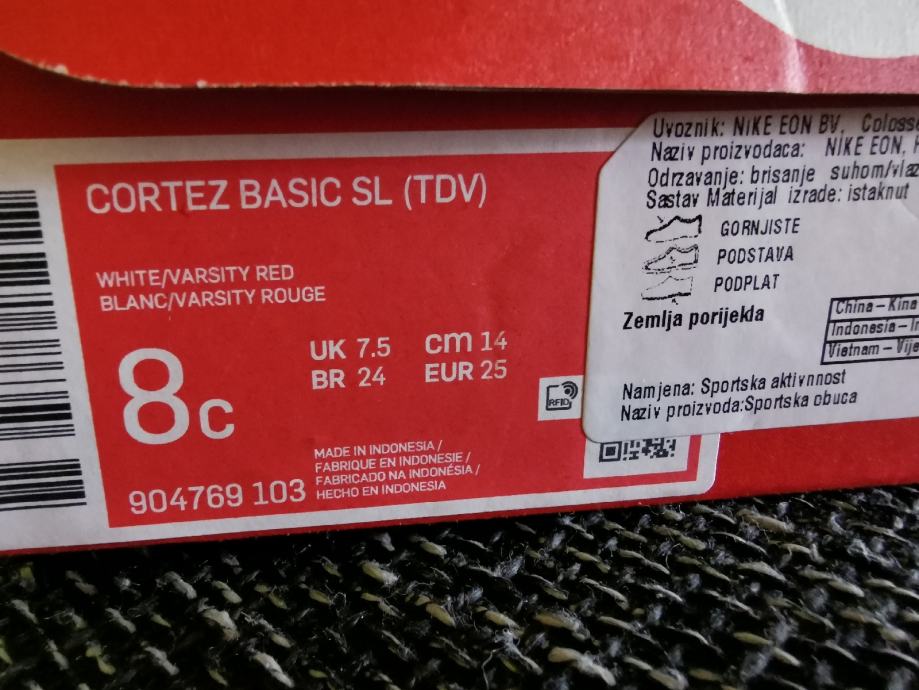 CORTEZ BASIC SL (TDV)
WHITE/VARSITY RED
BLANC/VARSITY ROUGE
8C
UK 7.5 cm 14
BR 24 EUR 25
RFID
904769 103
MADE IN INDONESIA /
FABRIQUE EN INDONESIE /
FABRICADO NA INDONÉSIA /
HECHO EN INDONESIA
Uvoznik: NIKE EON BV,
Naziv proizvodaca: NIKE EON,
Odrzavanje: brisanje
Sastav Materijal izrade: istaknut
GORNJISTE
PODSTAVA
PODPLAT
Zemlja porijekla
China-Kina
Indonesia-
Vietnam-
Namjena: Sportska aktivnnost
Naziv proizvoda:Sportska obuca